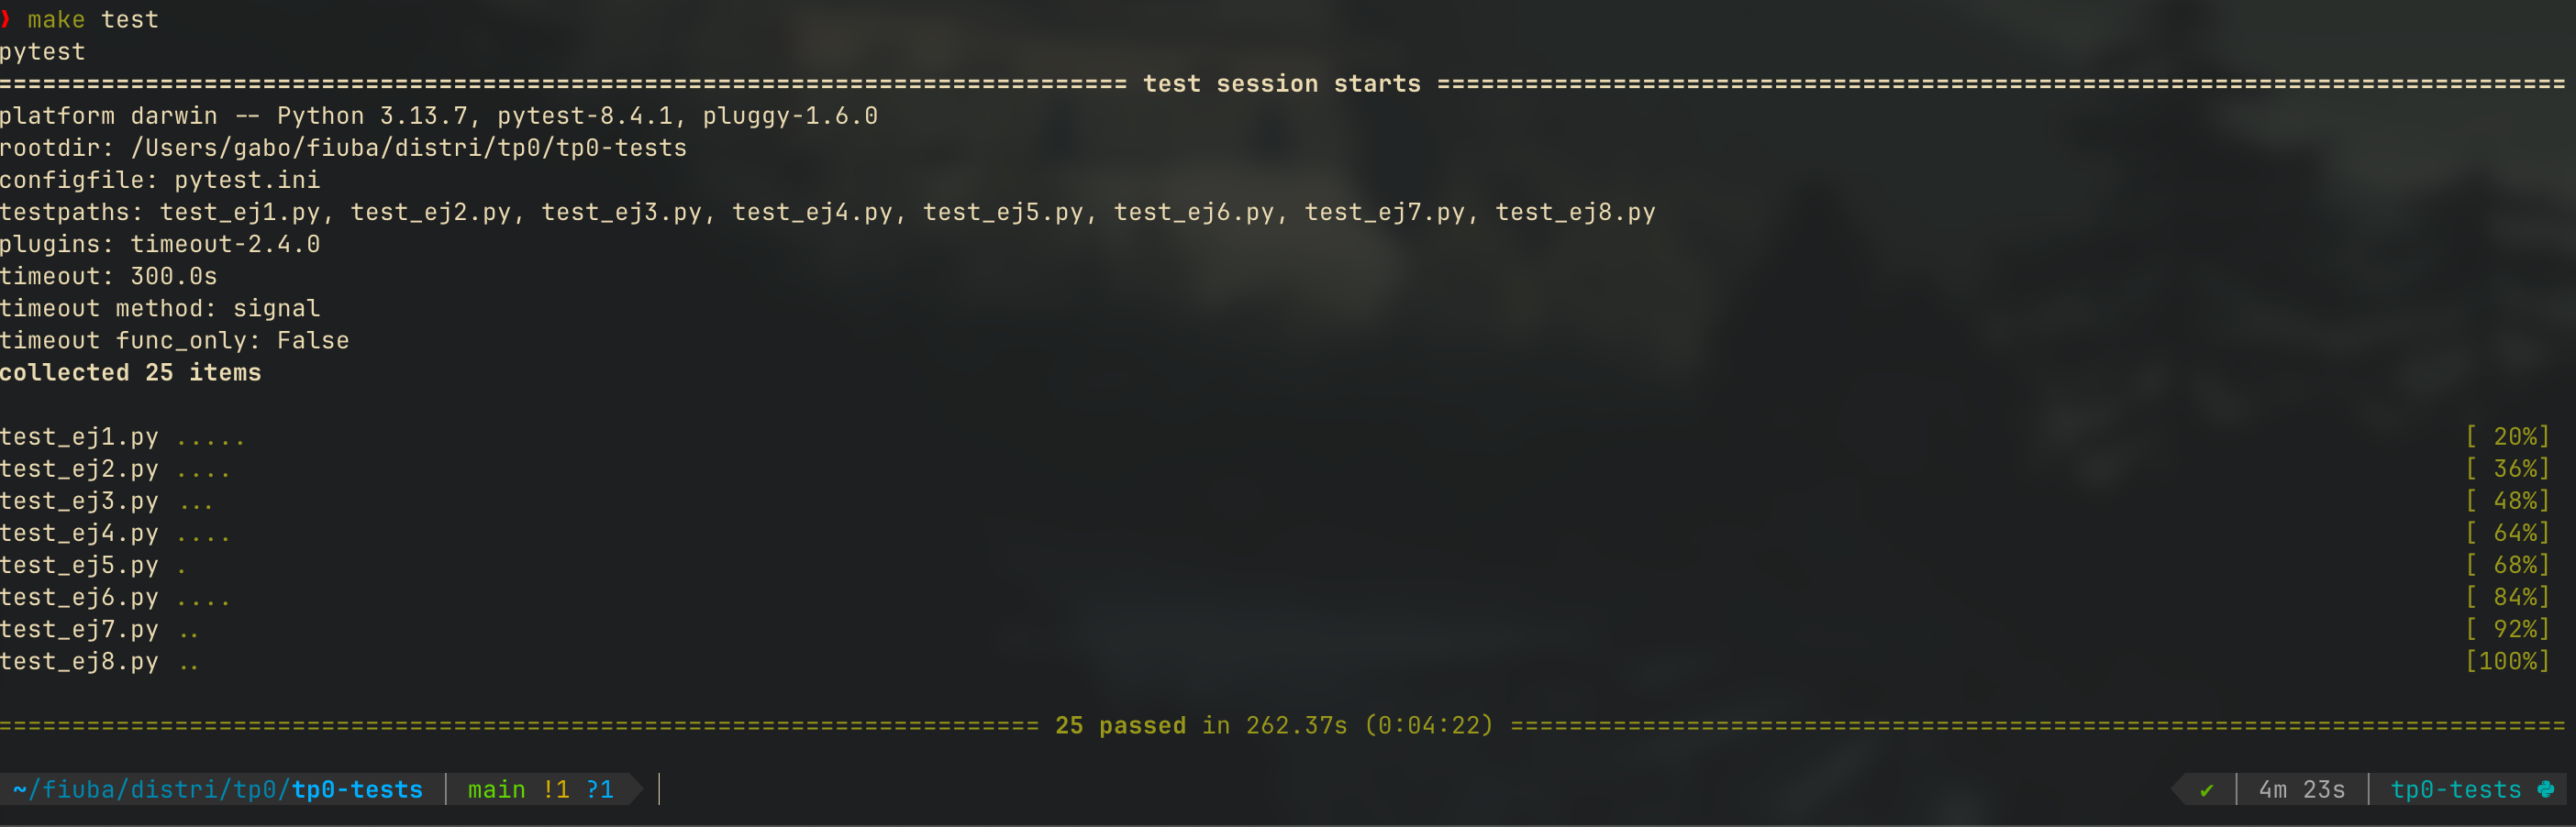 ❯ make test
pytest
============================================================================= test session starts =============================================================================
platform darwin -- Python 3.13.7, pytest-8.4.1, pluggy-1.6.0
rootdir: /Users/gabo/fiuba/distri/tp0/tp0-tests
configfile: pytest.ini
testpaths: test_ej1.py, test_ej2.py, test_ej3.py, test_ej4.py, test_ej5.py, test_ej6.py, test_ej7.py, test_ej8.py
plugins: timeout-2.4.0
timeout: 300.0s
timeout method: signal
timeout func_only: False
collected 25 items
test_ej1.py ..... [ 20%]
test_ej2.py .... [ 36%]
test_ej3.py ... [ 48%]
test_ej4.py .... [ 64%]
test_ej5.py . [ 68%]
test_ej6.py .... [ 84%]
test_ej7.py .. [ 92%]
test_ej8.py .. [100%]
======================================================================= 25 passed in 262.37s (0:04:22) ========================================================================
~/fiuba/distri/tp0/tp0-tests | main !1 ?1 ✔ | 4m 23s | tp0-tests